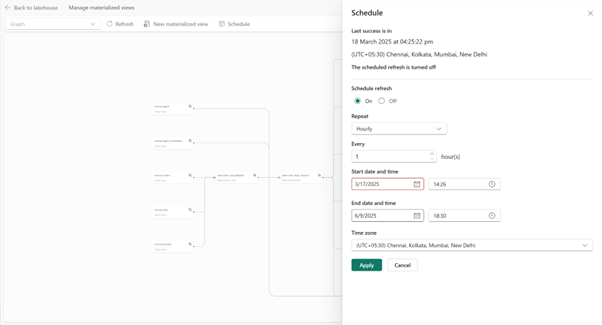 Back to lakehouse
Manage materialized views
Graph
Refresh
New materialized view
Schedule
Schedule
Last success is in
18 March 2025 at 04:25:22 pm
(UTC+05:30) Chennai, Kolkata, Mumbai, New Delhi
The scheduled refresh is turned off
Schedule refresh
On
Off
Repeat
Hourly
Every
1
hour(s)
Start date and time
3/17/2025
14:26
End date and time
6/9/2025
18:30
Time zone
(UTC+05:30) Chennai, Kolkata, Mumbai, New Delhi
Apply
Cancel